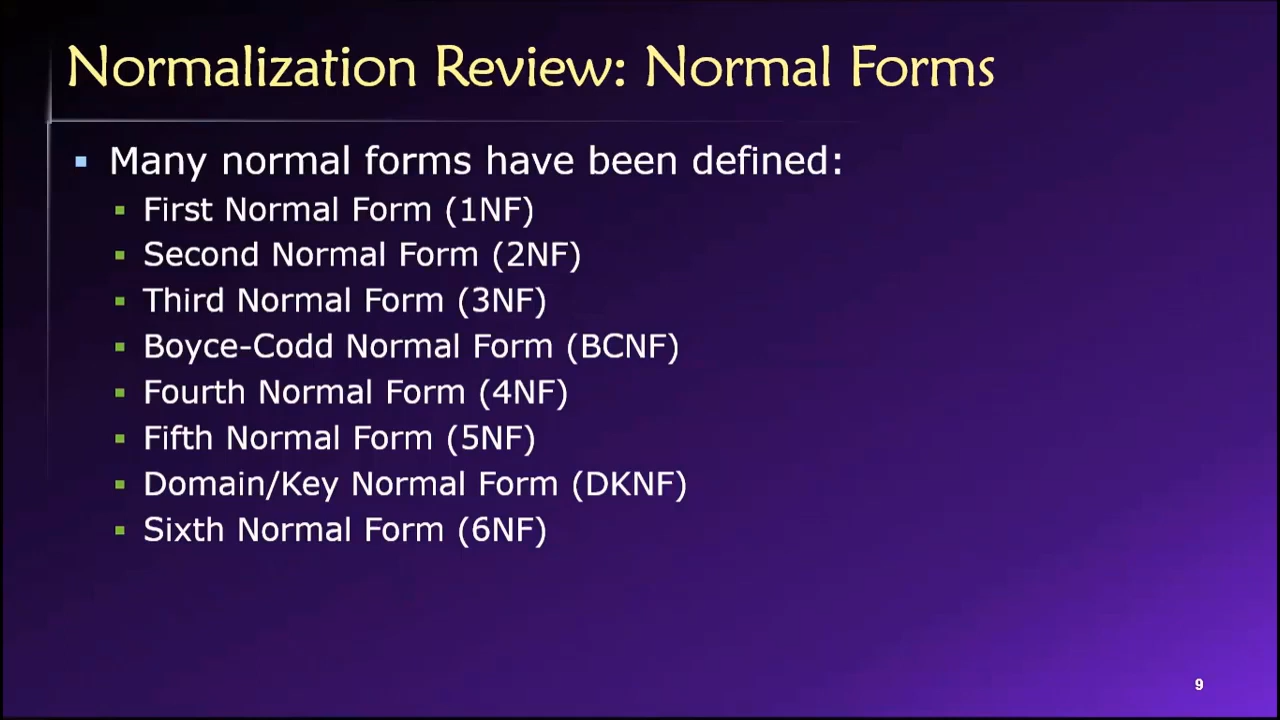 Normalization Review: Normal Forms
Many normal forms have been defined:
First Normal Form (1NF)
Second Normal Form (2NF)
Third Normal Form (3NF)
Boyce-Codd Normal Form (BCNF)
Fourth Normal Form (4NF)
Fifth Normal Form (5NF)
Domain/Key Normal Form (DKNF)
Sixth Normal Form (6NF)
9